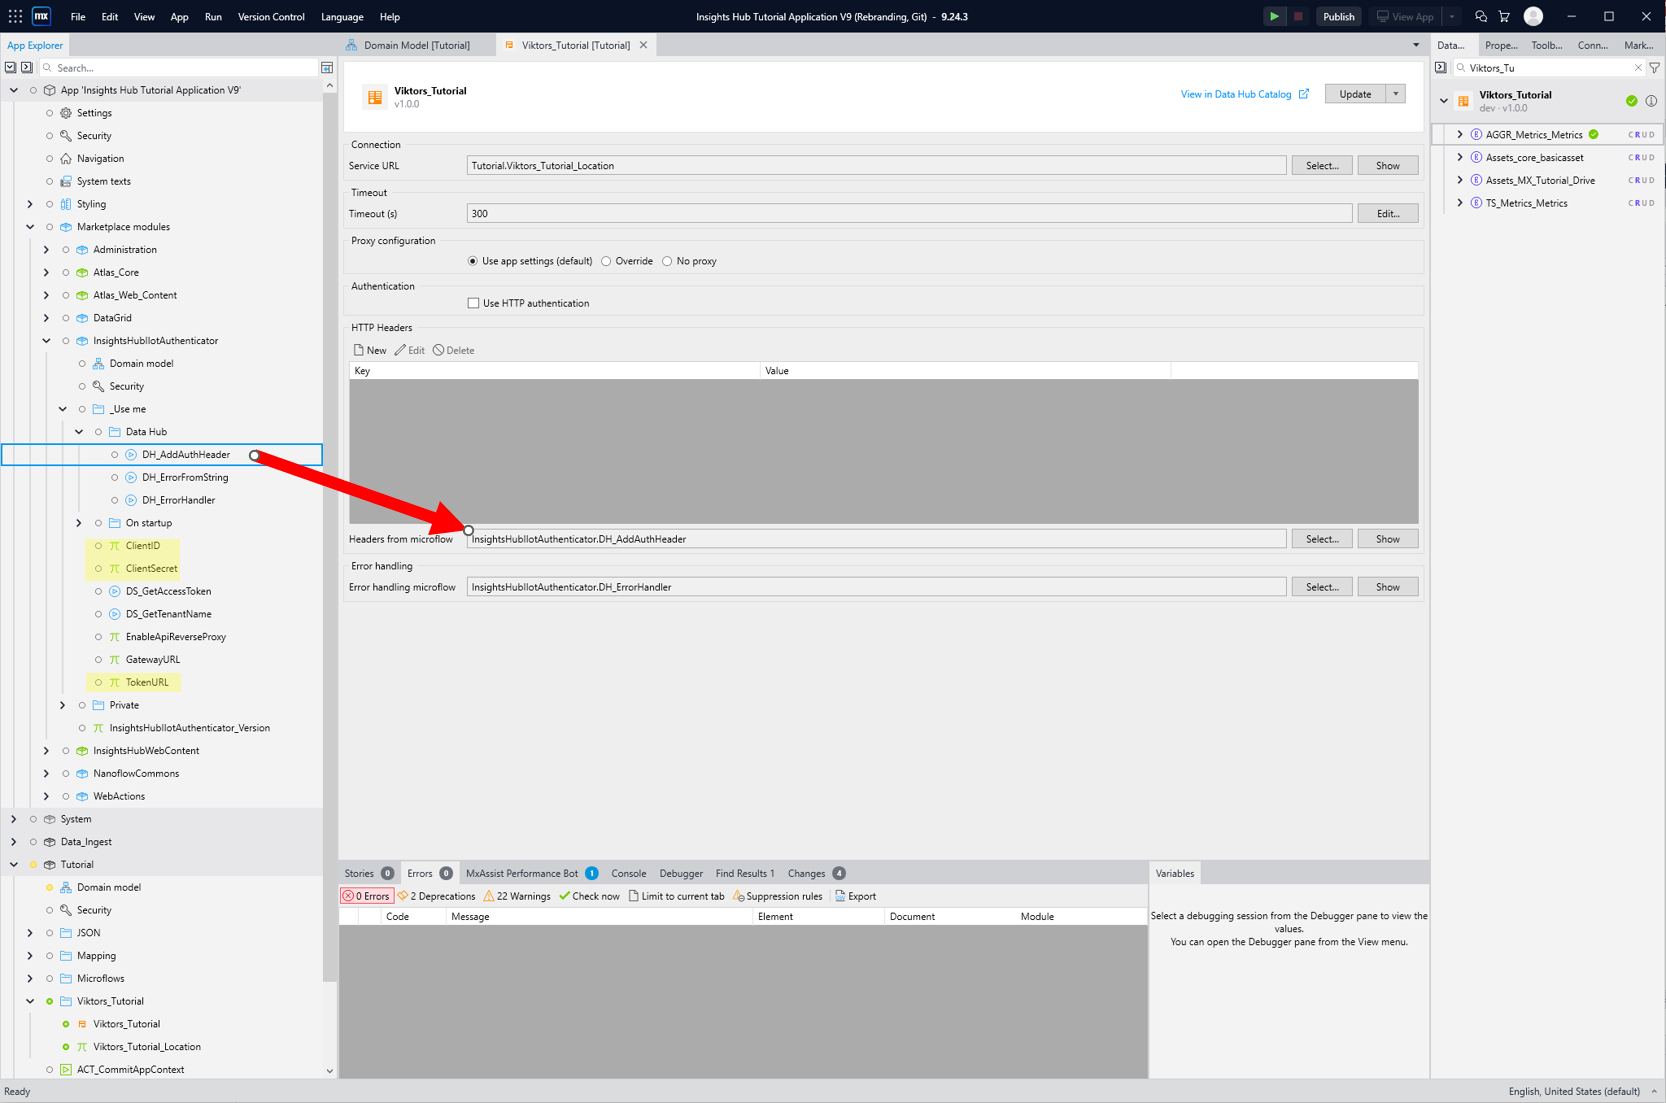 mx File Edit View App Run Version Control Language Help Insights Hub Tutorial Application V9 (Rebranding, Git) - 9.24.3 Publish View App
App Explorer
Search...
App 'Insights Hub Tutorial Application V9'
Settings
Security
Navigation
System texts
Styling
Marketplace modules
Administration
Atlas_Core
Atlas_Web_Content
DataGrid
InsightsHubIIotAuthenticator
Domain model
Security
_Use me
Data Hub
DH_AddAuthHeader
DH_ErrorFromString
DH_ErrorHandler
On startup
ClientID
ClientSecret
DS_GetAccessToken
DS_GetTenantName
EnableApiReverseProxy
GatewayURL
TokenURL
Private
InsightsHubIIotAuthenticator_Version
InsightsHubWebContent
NanoflowCommons
WebActions
System
Data_Ingest
Tutorial
Domain model
Security
JSON
Mapping
Microflows
Viktors_Tutorial
Viktors_Tutorial
Viktors_Tutorial_Location
ACT_CommitAppContext
Domain Model [Tutorial] Viktors_Tutorial [Tutorial]
Viktors_Tutorial
v1.0.0
View in Data Hub Catalog Update
Connection
Service URL Tutorial.Viktors_Tutorial_Location Select... Show
Timeout
Timeout (s) 300 Edit...
Proxy configuration
Use app settings (default) Override No proxy
Authentication
Use HTTP authentication
HTTP Headers
New Edit Delete
Key Value
Headers from microflow InsightsHubIIotAuthenticator.DH_AddAuthHeader Select... Show
Error handling
Error handling microflow InsightsHubIIotAuthenticator.DH_ErrorHandler Select... Show
Stories 0 Errors 0 MxAssist Performance Bot 1 Console Debugger Find Results 1 Changes 4
0 Errors 2 Deprecations 22 Warnings Check now Limit to current tab Suppression rules Export
Code Message Element Document Module
Variables
Select a debugging session from the Debugger pane to view the
values.
You can open the Debugger pane from the View menu.
Data... Prope... Toolb... Conn... Mark...
Viktors_Tu
Viktors_Tutorial
dev · v1.0.0
AGGR_Metrics_Metrics CRUD
Assets_core_basicasset CRUD
Assets_MX_Tutorial_Drive CRUD
TS_Metrics_Metrics CRUD
Ready English, United States (default)